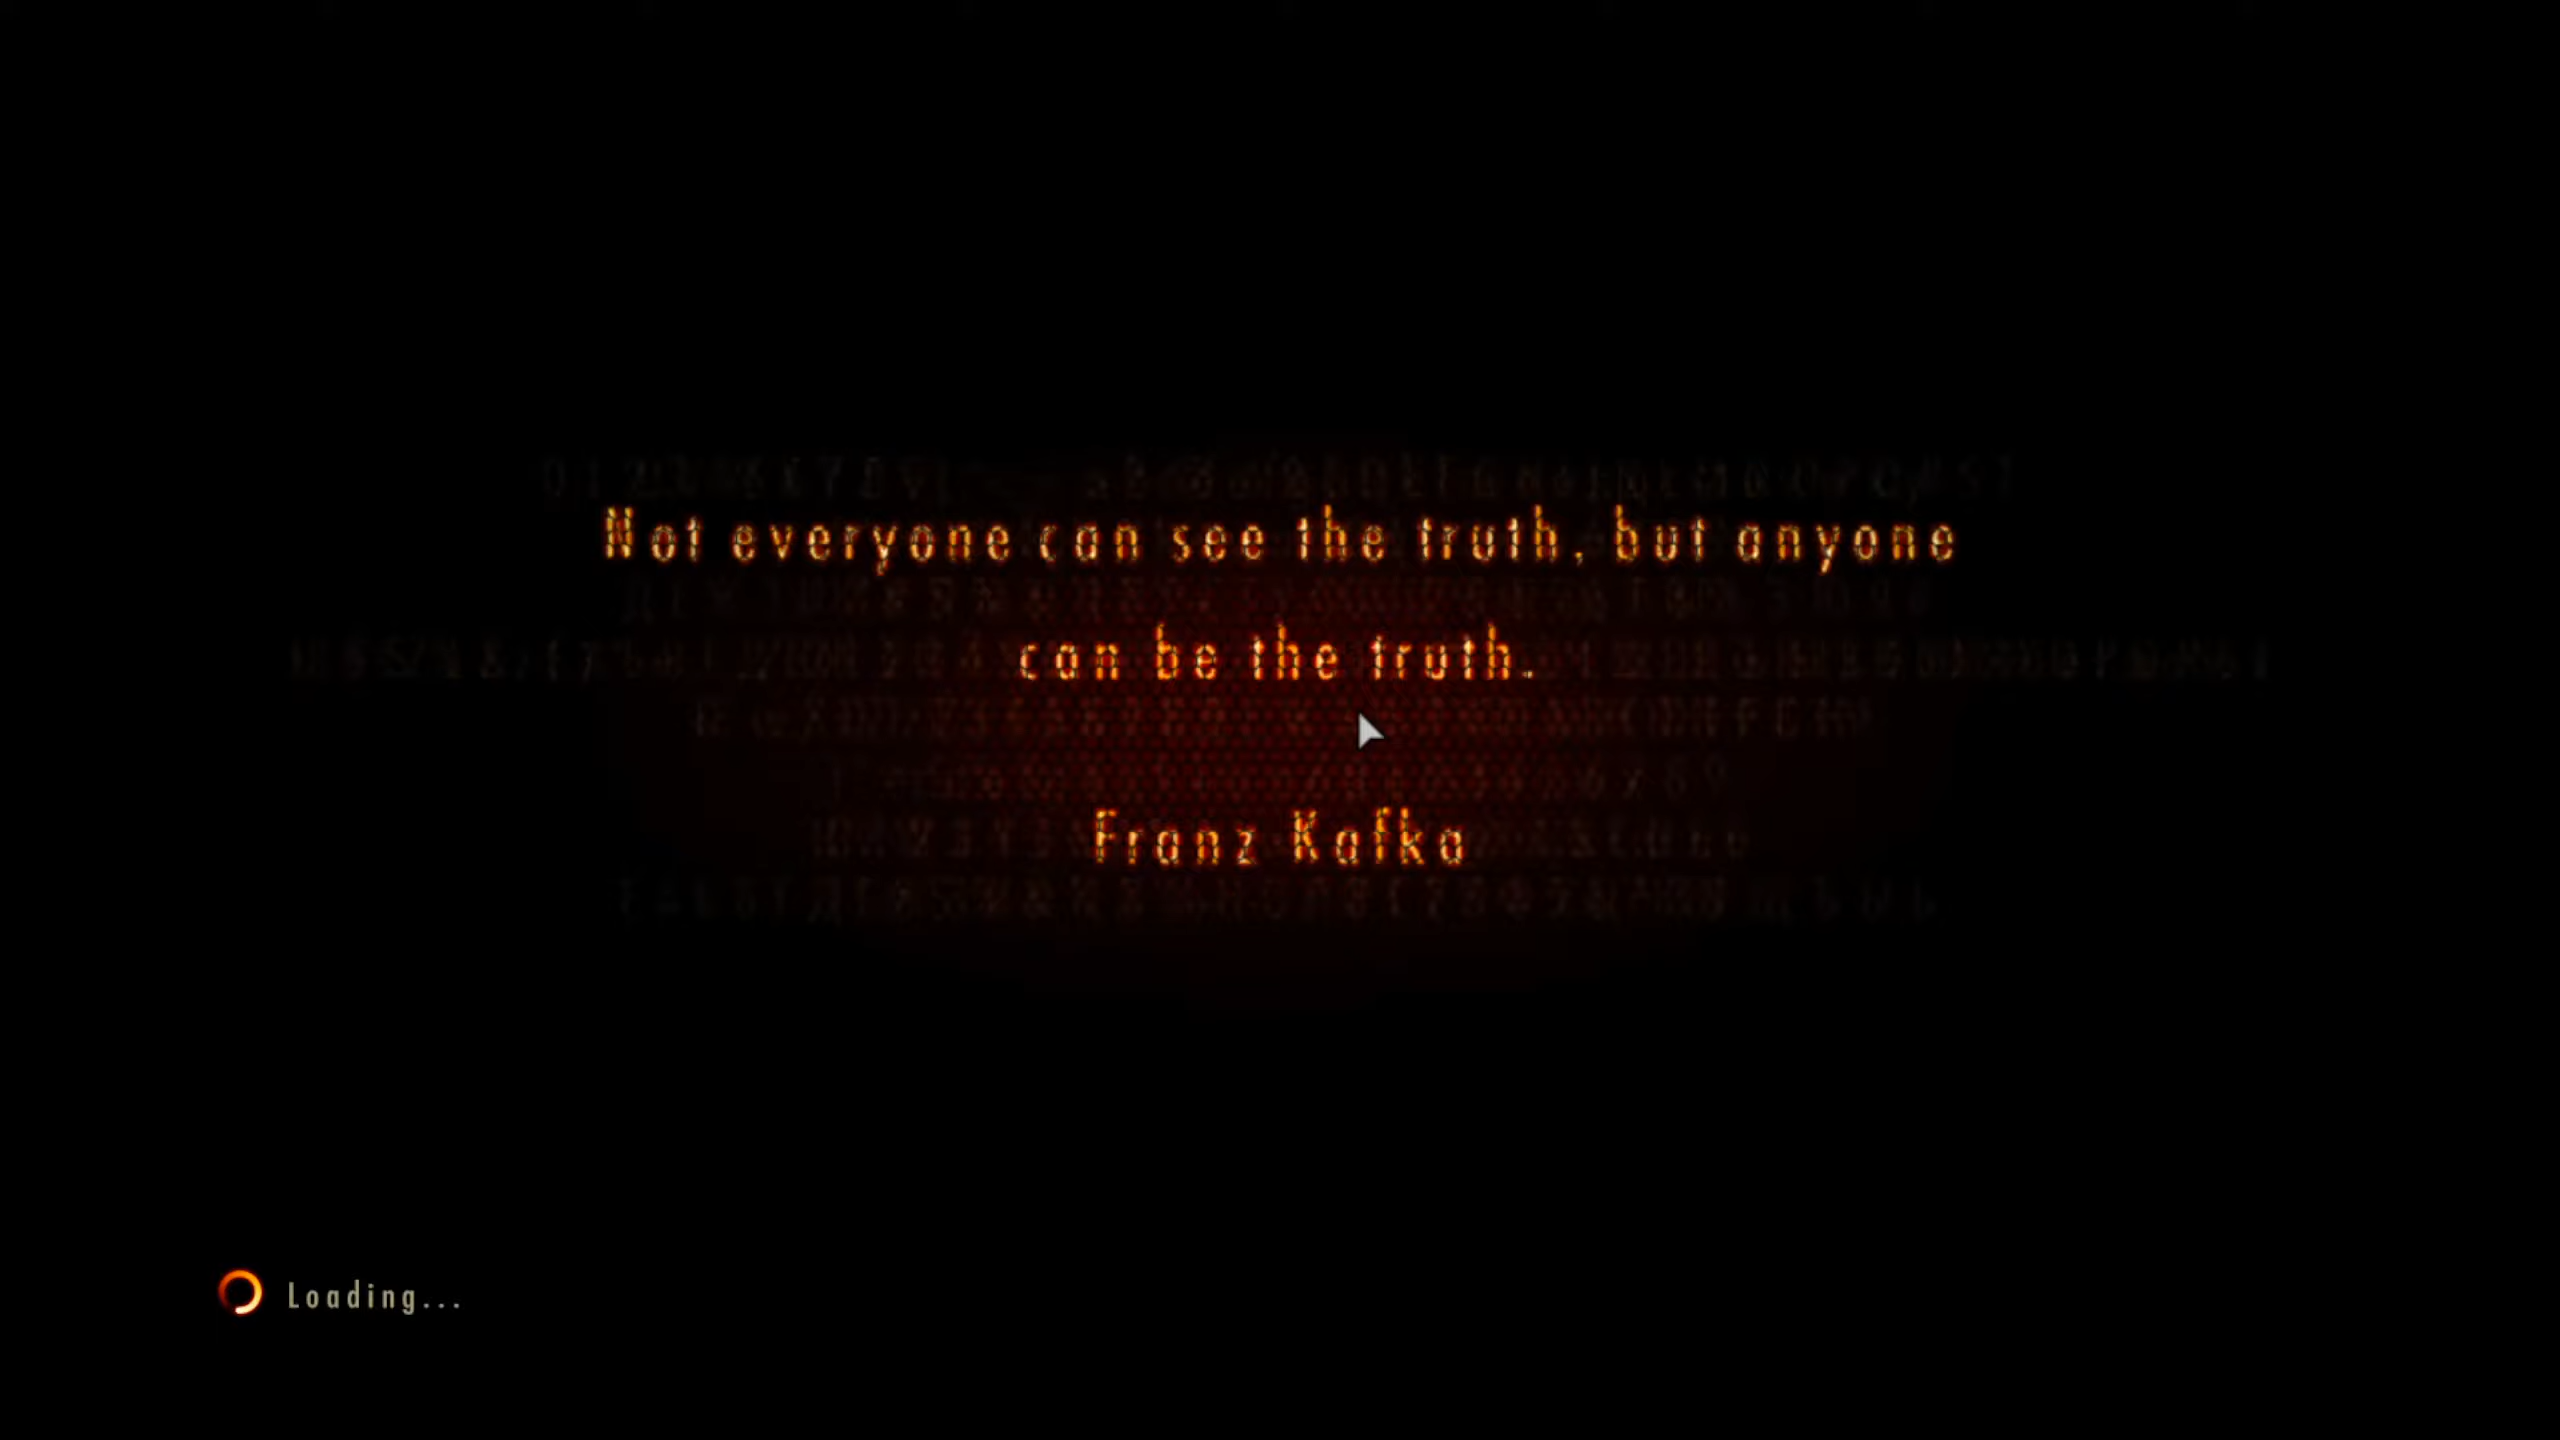 Not everyone can see the truth, but anyone
can be the truth.
Franz Kafka
Loading...